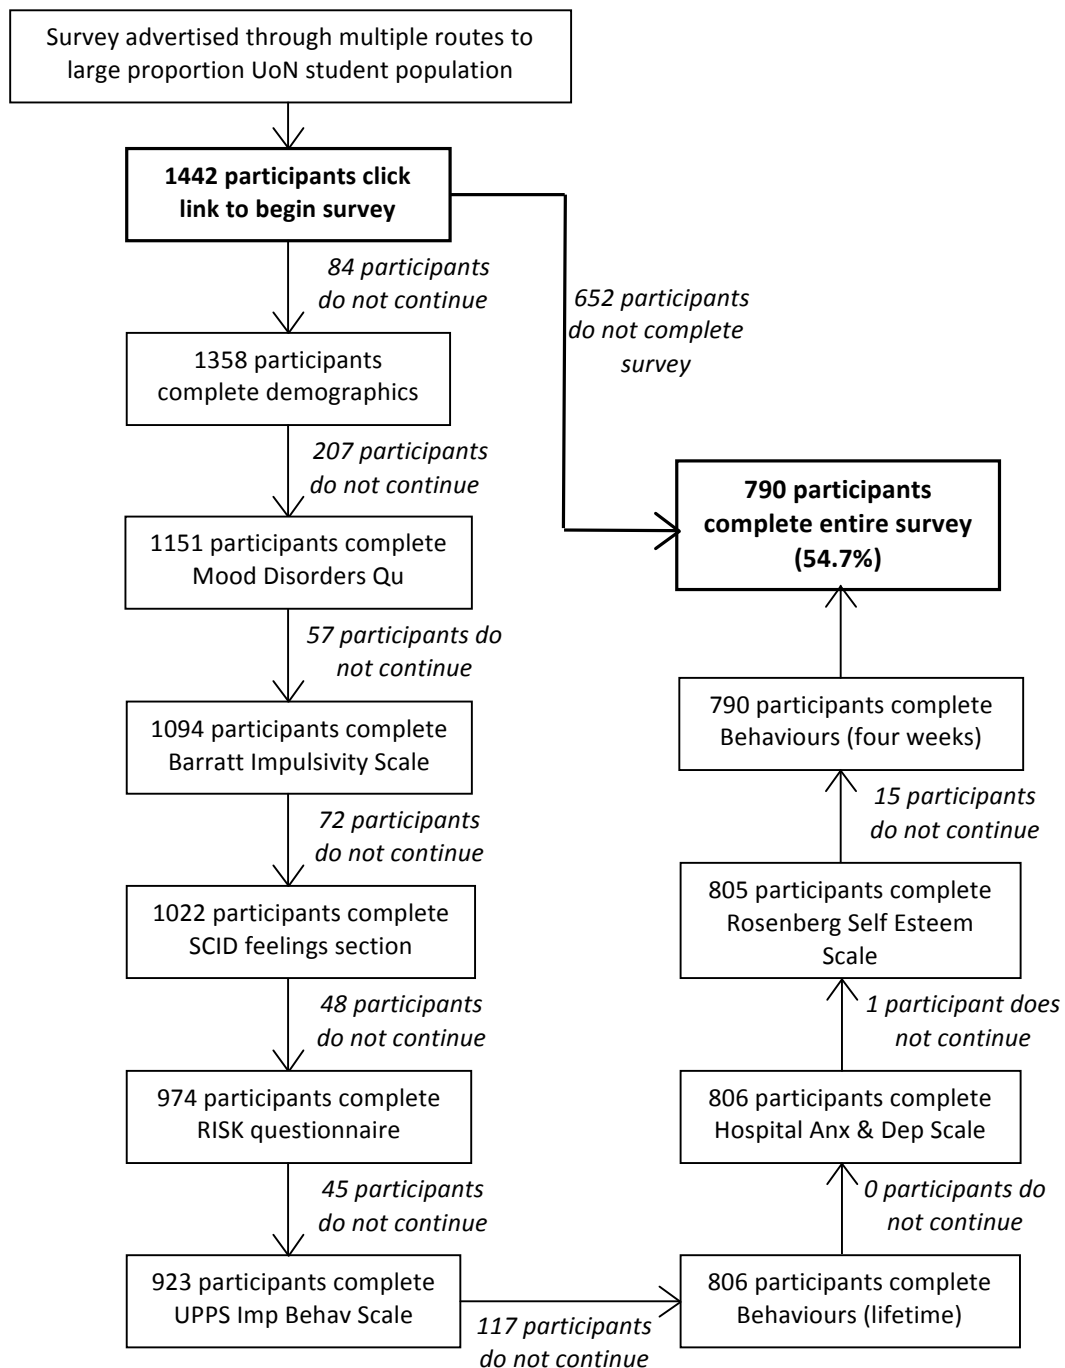 Survey advertised through multiple routes to
large proportion UoN student population
1442 participants click
link to begin survey
84 participants
do not continue
652 participants
do not complete
survey
1358 participants
complete demographics
207 participants
do not continue
790 participants
complete entire survey
(54.7%)
1151 participants complete
Mood Disorders Qu
57 participants do
not continue
1094 participants complete
Barratt Impulsivity Scale
72 participants
do not continue
1022 participants complete
SCID feelings section
48 participants
do not continue
974 participants complete
RISK questionnaire
45 participants
do not continue
923 participants complete
UPPS Imp Behav Scale
117 participants
do not continue
806 participants complete
Behaviours (lifetime)
0 participants do
not continue
806 participants complete
Hospital Anx & Dep Scale
1 participant does
not continue
805 participants complete
Rosenberg Self Esteem
Scale
15 participants
do not continue
790 participants complete
Behaviours (four weeks)